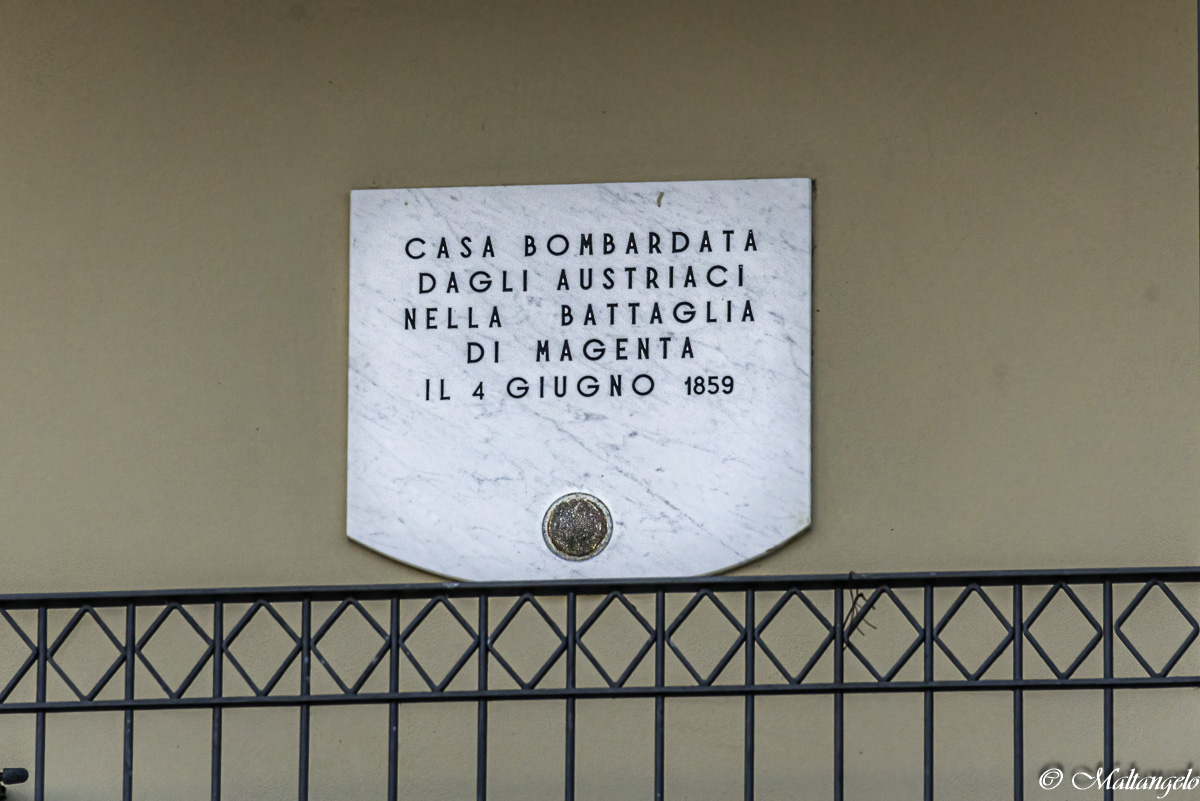 CASA BOMBARDATA
DAGLI AUSTRIACI
NELLA BATTAGLIA
DI MAGENTA
IL 4 GIUGNO 1859
© Maltangelo